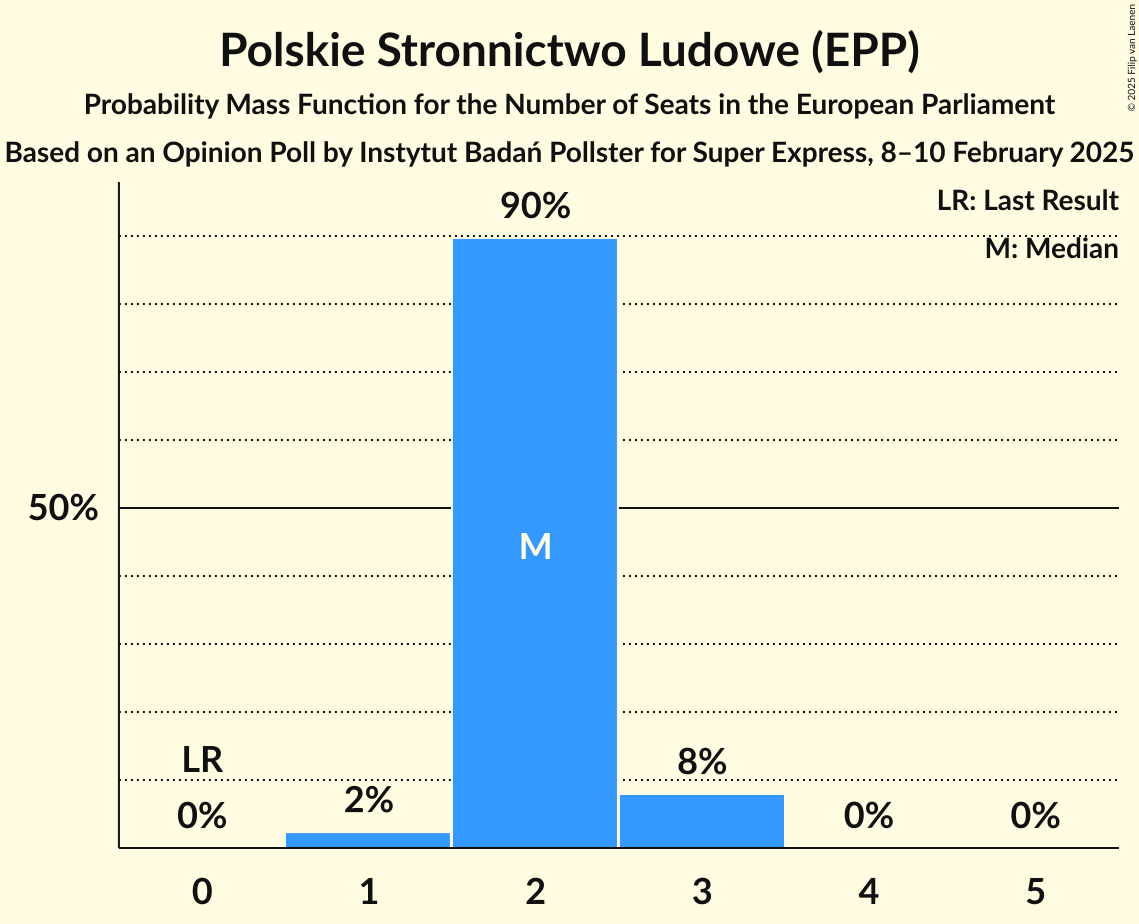 Polskie Stronnictwo Ludowe (EPP)
Probability Mass Function for the Number of Seats in the European Parliament
Based on an Opinion Poll by Instytut Badań Pollster for Super Express, 8–10 February 2025
© 2025 Filip van Laenen
LR: Last Result
M: Median
90%
50%
M
LR
0%
2%
8%
0%
0%
0 1 2 3 4 5